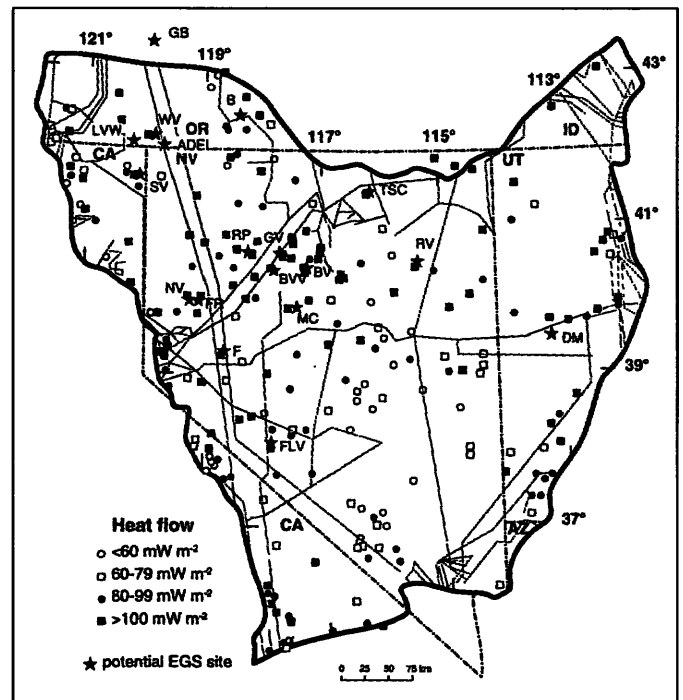 GB
121°
119°
43°
113°
B
WV
LVW
OR
ADEL
117°
115°
ID
CA
NV
UT
SV
TSC
41°
RP
GV
RV
BVV
BV
NV
FP
MC
DM
F
39°
FLV
Heat flow
CA
AZ
37°
<60 mW m⁻²
60-79 mW m⁻²
80-99 mW m⁻²
>100 mW m⁻²
potential EGS site
0 25 50 75 km